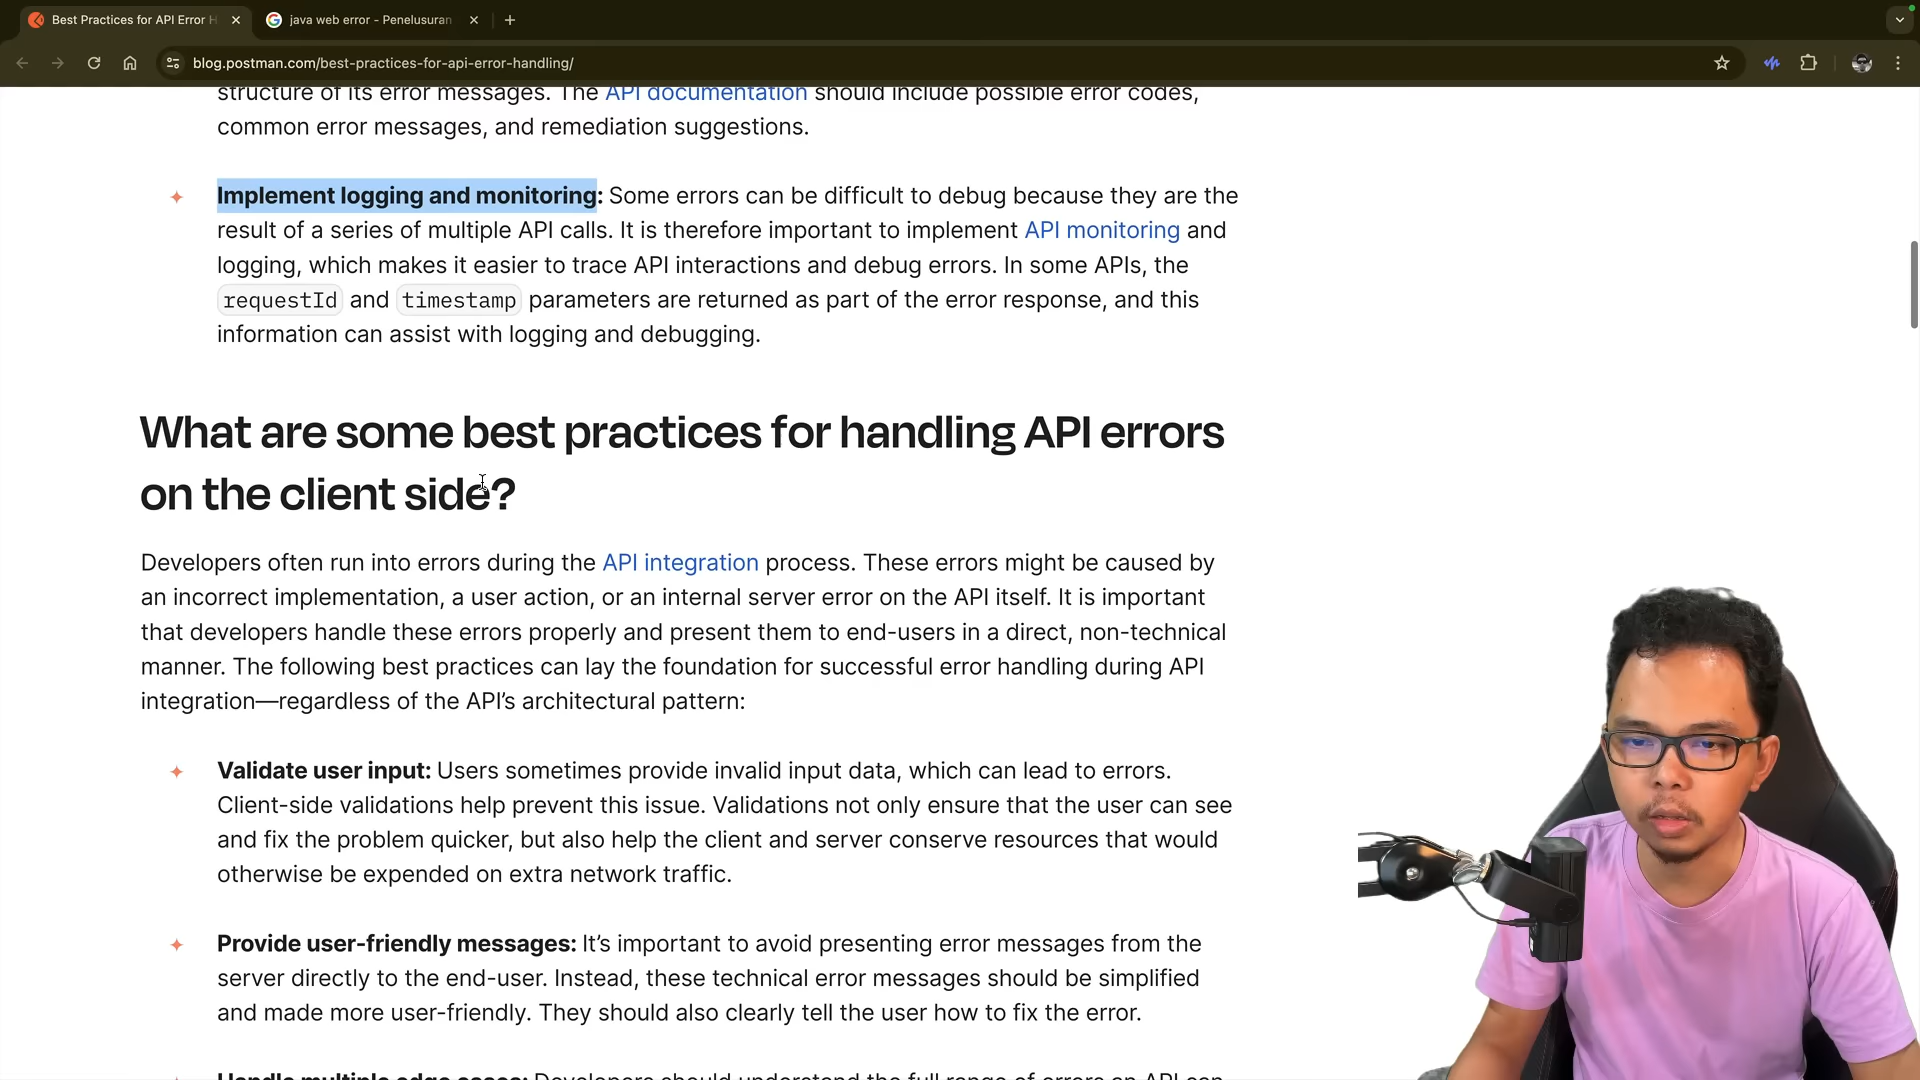 Best Practices for API Error H
java web error - Penelusuran
blog.postman.com/best-practices-for-api-error-handling/
structure of its error messages. The API documentation should include possible error codes,
common error messages, and remediation suggestions.
Implement logging and monitoring: Some errors can be difficult to debug because they are the
result of a series of multiple API calls. It is therefore important to implement API monitoring and
logging, which makes it easier to trace API interactions and debug errors. In some APIs, the
requestId and timestamp parameters are returned as part of the error response, and this
information can assist with logging and debugging.
What are some best practices for handling API errors
on the client side?
Developers often run into errors during the API integration process. These errors might be caused by
an incorrect implementation, a user action, or an internal server error on the API itself. It is important
that developers handle these errors properly and present them to end-users in a direct, non-technical
manner. The following best practices can lay the foundation for successful error handling during API
integration—regardless of the API’s architectural pattern:
Validate user input: Users sometimes provide invalid input data, which can lead to errors.
Client-side validations help prevent this issue. Validations not only ensure that the user can see
and fix the problem quicker, but also help the client and server conserve resources that would
otherwise be expended on extra network traffic.
Provide user-friendly messages: It’s important to avoid presenting error messages from the
server directly to the end-user. Instead, these technical error messages should be simplified
and made more user-friendly. They should also clearly tell the user how to fix the error.
Handle multiple edge cases: Developers should understand the full range of errors an API can